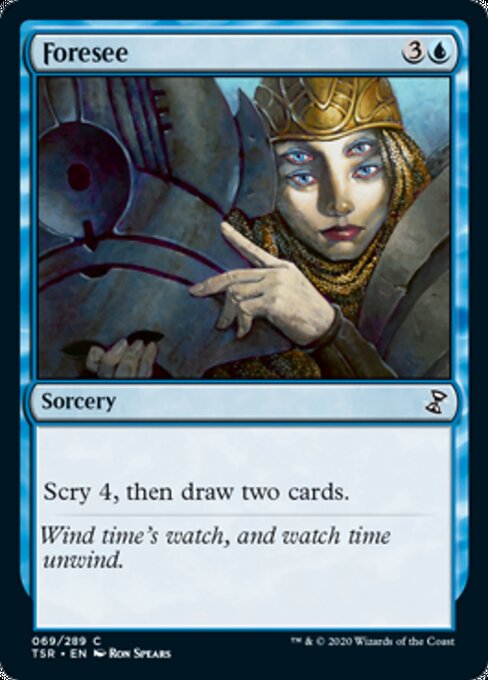 Foresee 3
Sorcery
Scry 4, then draw two cards.
Wind time's watch, and watch time
unwind.
069/289 C
TSR • EN Ron Spears
™ & © 2020 Wizards of the Coast